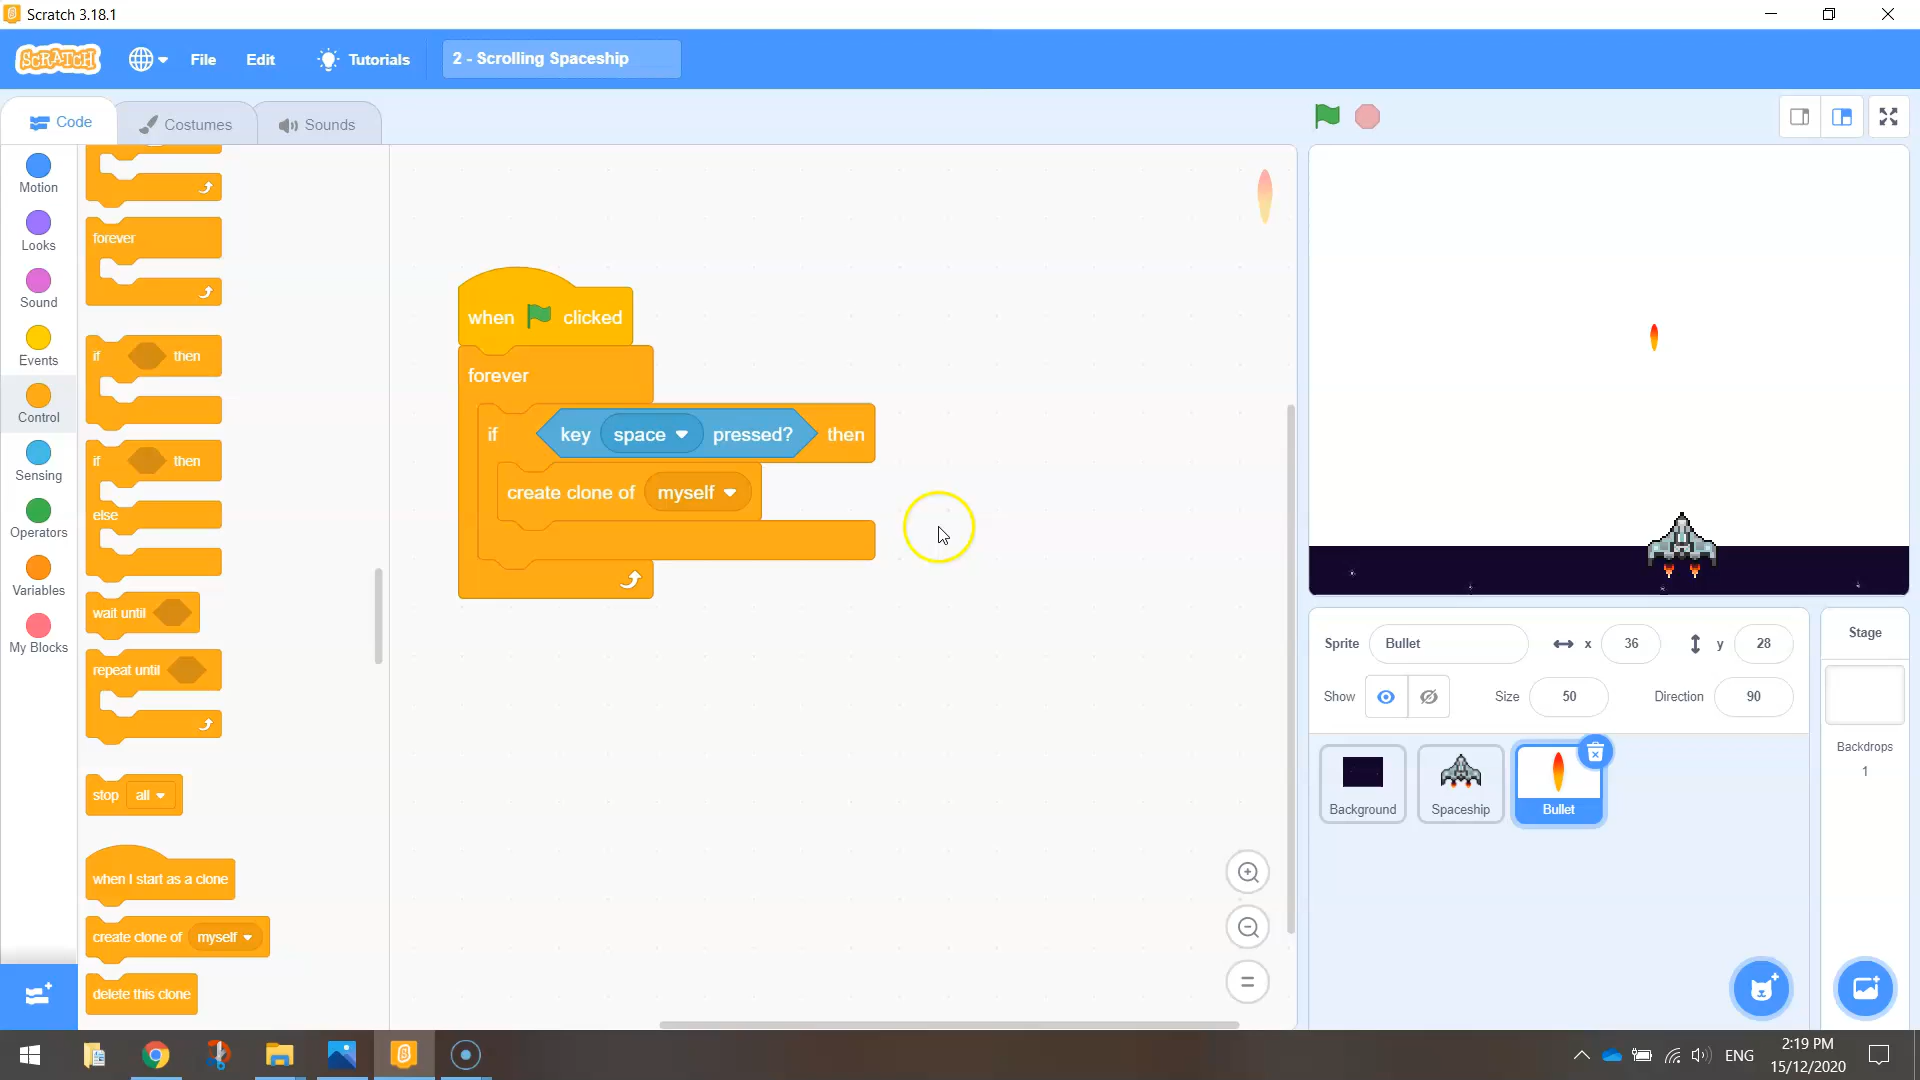 Scratch 3.18.1
SCRATCH
File
Edit
Tutorials
2 - Scrolling Spaceship
Code
Costumes
Sounds
Motion
Looks
Sound
Events
Control
Sensing
Operators
Variables
My Blocks
forever
if then
if then
else
wait until
repeat until
stop all
when I start as a clone
create clone of myself
delete this clone
when clicked
forever
if key space pressed? then
create clone of myself
Sprite Bullet x 36 y 28
Show Size 50 Direction 90
Background
Spaceship
Bullet
Stage
Backdrops
1
ENG
2:19 PM
15/12/2020